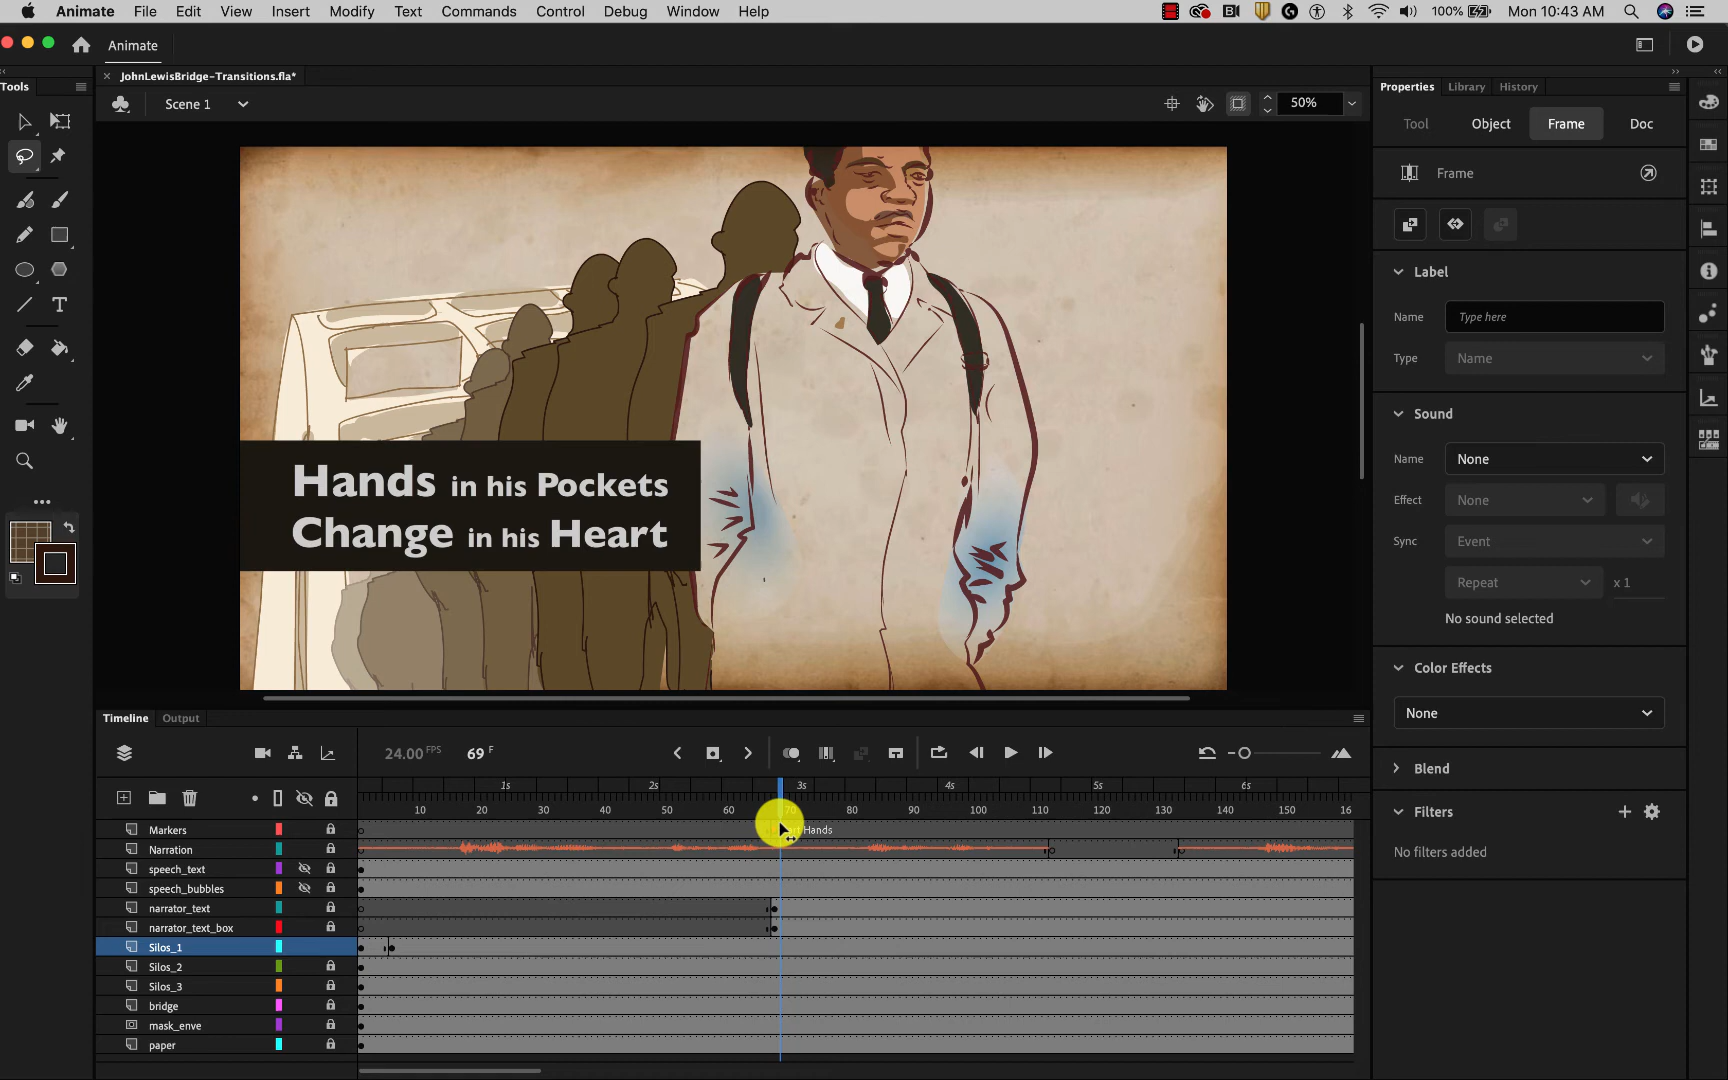 Animate File Edit View Insert Modify Text Commands Control Debug Window Help 100% Mon 10:43 AM
Animate
Tools
JohnLewisBridge-Transitions.fla*
Properties Library History
Scene 1
50%
Tool Object Frame Doc
Frame
Label
Name Type here
Type Name
Sound
Name None
Effect None
Sync Event
Repeat x 1
No sound selected
Color Effects
None
Blend
Filters
No filters added
Hands in his Pockets
Change in his Heart
Timeline Output
24.00 FPS 69 F
1s 2s 3s 4s 5s 6s
10 20 30 40 50 60 70 80 90 100 110 120 130 140 150 16
Markers
Hands
Narration
speech_text
speech_bubbles
narrator_text
narrator_text_box
Silos_1
Silos_2
Silos_3
bridge
mask_enve
paper